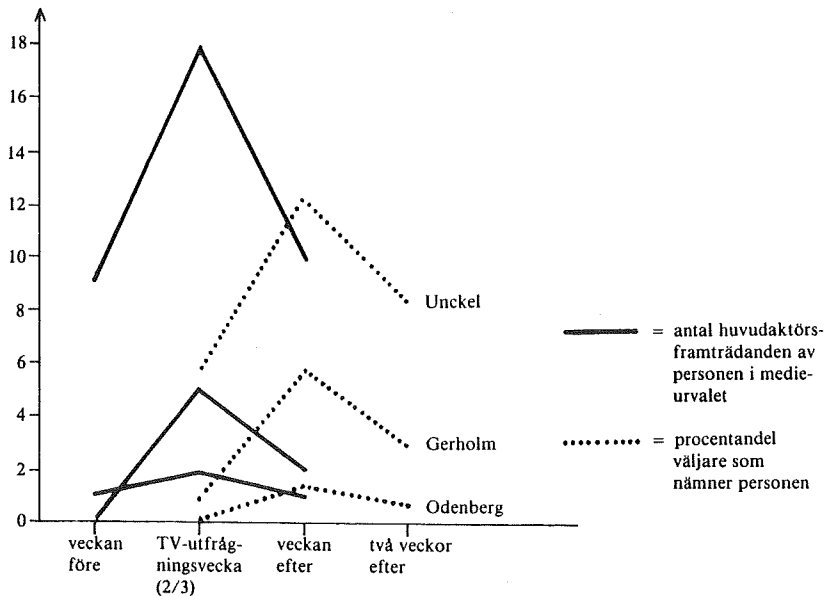 18
16
14
12
10
8
6
4
2
0
Unckel
Gerholm
Odenberg
veckan
före
TV-utfråg-
ningsvecka
(2/3)
veckan
efter
två veckor
efter
= antal huvudaktörs-
framträdanden av
personen i medie-
urvalet
= procentandel
väljare som
nämner personen